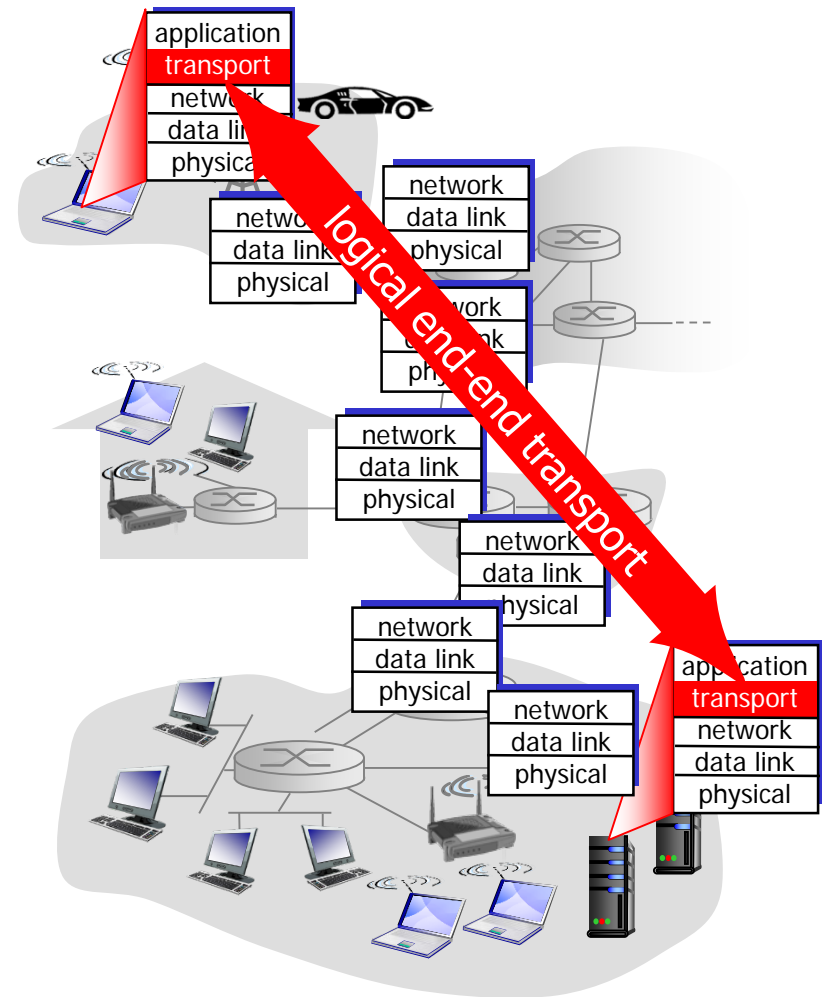 application
transport
network
data link
physical
network
data link
physical
network
data link
physical
network
data link
physical
logical end-end transport
network
data link
physical
network
data link
physical
network
data link
physical
network
data link
physical
application
transport
network
data link
physical